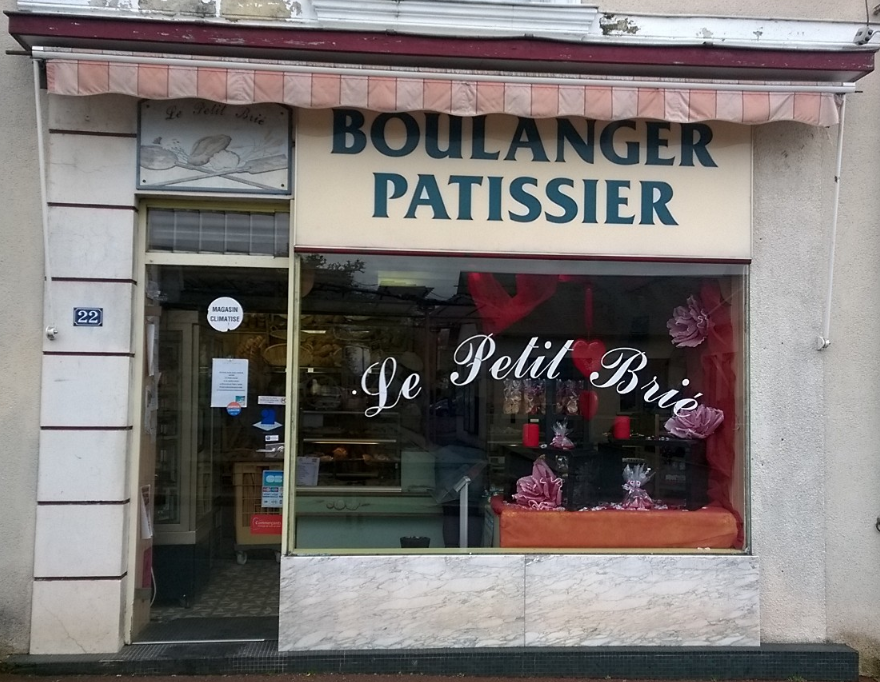 Le Petit Brié
BOULANGER
PATISSIER
22
MAGASIN
CLIMATISÉ
Le Petit Brié